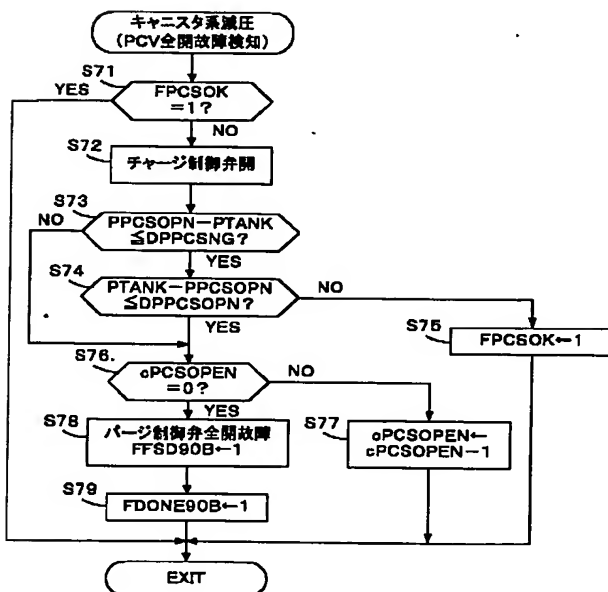 キャニスタ系減圧
(PCV全開故障検知)
S71
YES
FPCSOK
=1?
NO
S72
チャージ制御弁開
S73
NO
PPCSOPN−PTANK
≦DPPCSNG?
YES
S74
PTANK−PPCSOPN
≦DPPCSOPN?
NO
YES
S75
FPCSOK←1
S76.
cPCSOPEN
=0?
NO
YES
S78
パージ制御弁全開故障
FFSD90B←1
S77
cPCSOPEN←
cPCSOPEN−1
S79
FDONE90B←1
EXIT